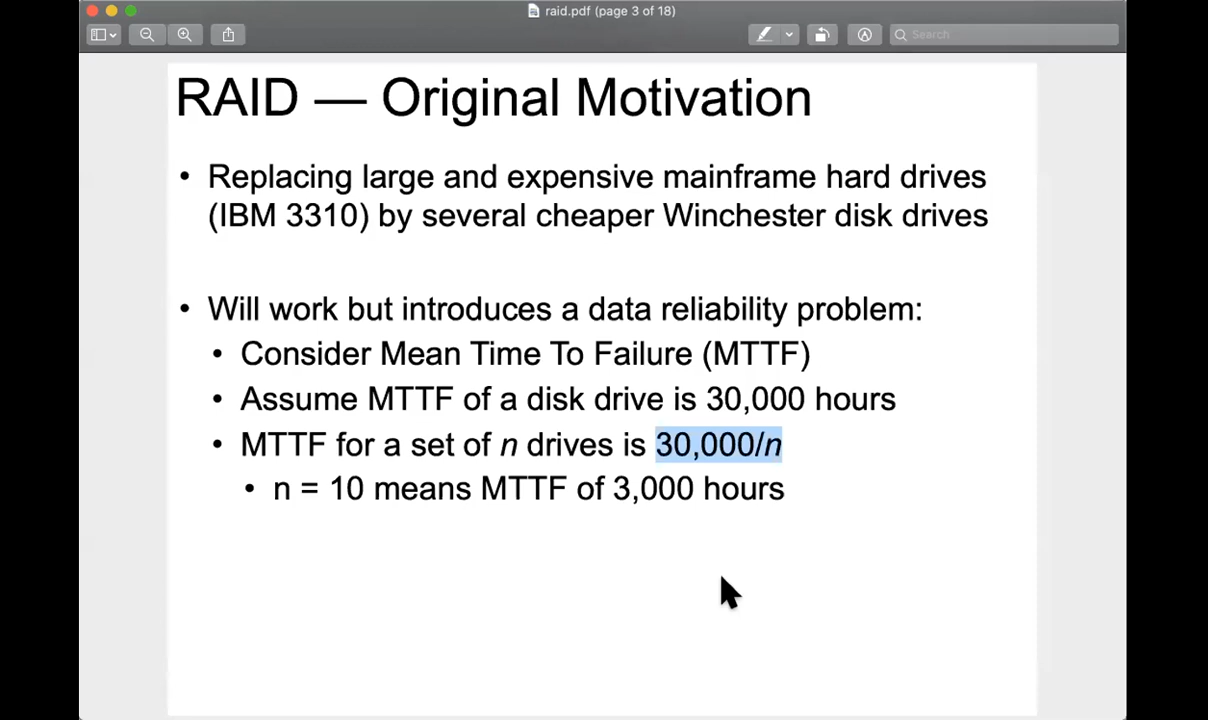 raid.pdf (page 3 of 18)
Search
RAID — Original Motivation
• Replacing large and expensive mainframe hard drives
(IBM 3310) by several cheaper Winchester disk drives
• Will work but introduces a data reliability problem:
• Consider Mean Time To Failure (MTTF)
• Assume MTTF of a disk drive is 30,000 hours
• MTTF for a set of n drives is 30,000/n
• n = 10 means MTTF of 3,000 hours